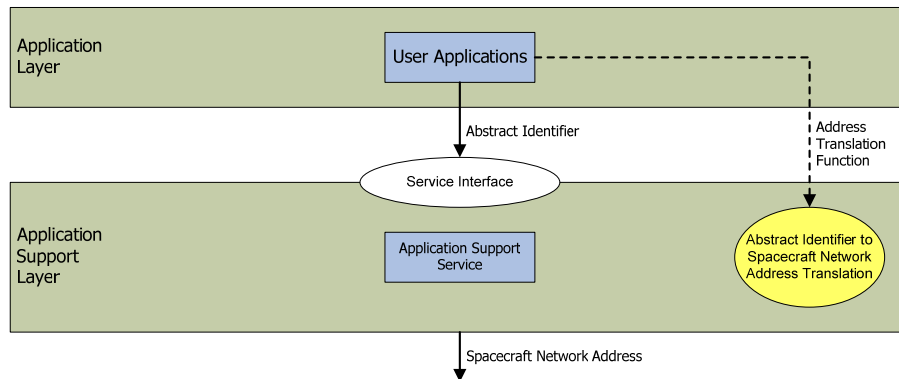 Application
Layer
User Applications
Abstract Identifier
Address
Translation
Function
Service Interface
Application
Support
Layer
Application Support
Service
Abstract Identifier to
Spacecraft Network
Address Translation
Spacecraft Network Address